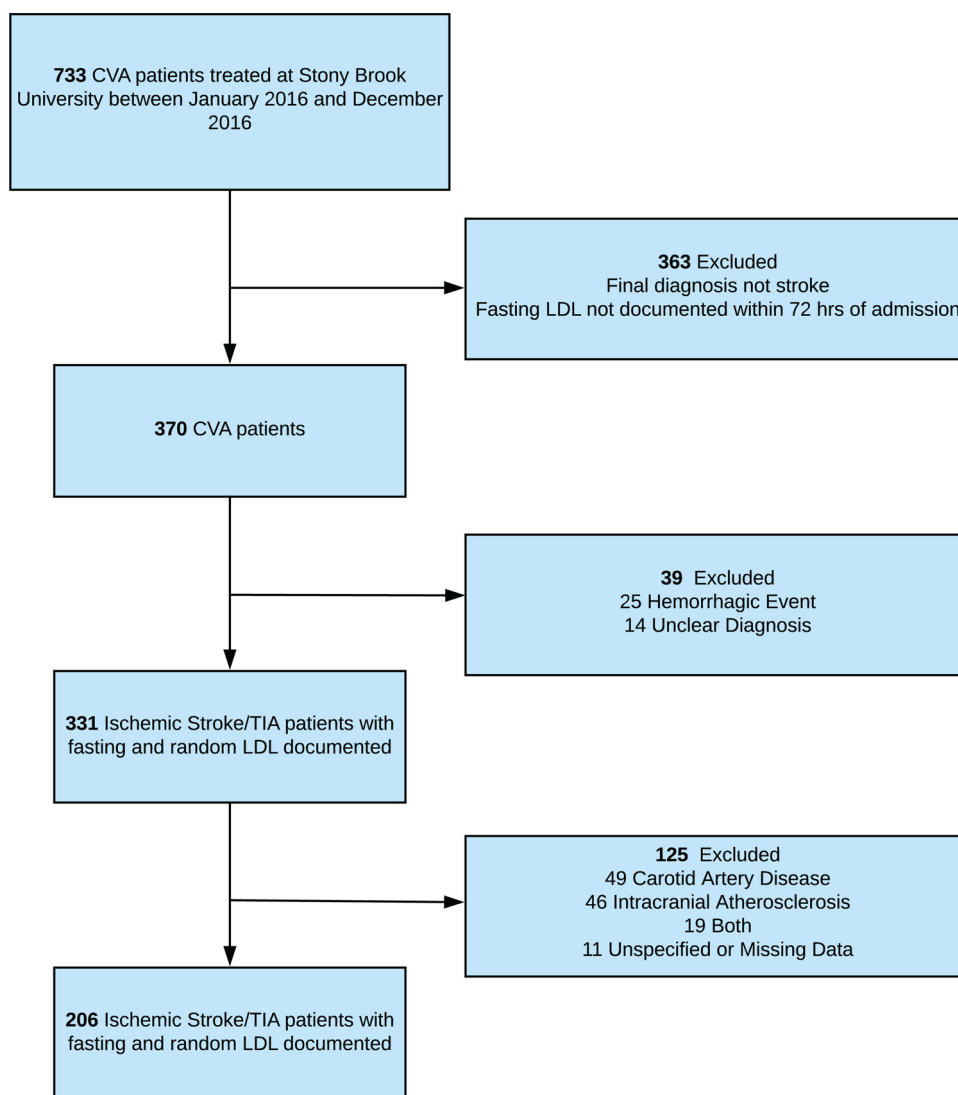 733 CVA patients treated at Stony Brook
University between January 2016 and December
2016
363 Excluded
Final diagnosis not stroke
Fasting LDL not documented within 72 hrs of admission
370 CVA patients
39 Excluded
25 Hemorrhagic Event
14 Unclear Diagnosis
331 Ischemic Stroke/TIA patients with
fasting and random LDL documented
125 Excluded
49 Carotid Artery Disease
46 Intracranial Atherosclerosis
19 Both
11 Unspecified or Missing Data
206 Ischemic Stroke/TIA patients with
fasting and random LDL documented